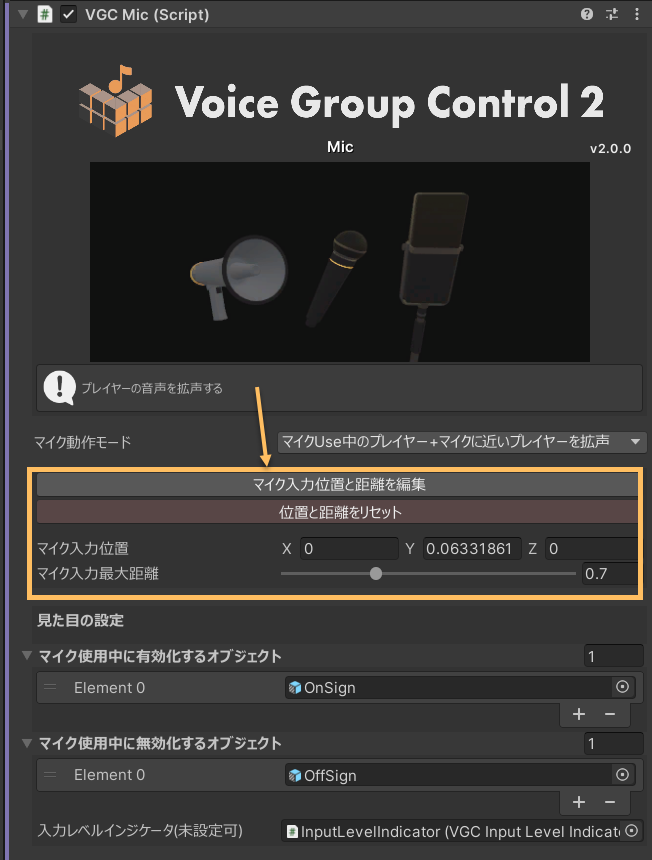 VGC Mic (Script)
Voice Group Control 2
Mic
v2.0.0
プレイヤーの音声を拡声する
マイク動作モード マイクUse中のプレイヤー+マイクに近いプレイヤーを拡声
マイク入力位置と距離を編集
位置と距離をリセット
マイク入力位置 X 0 Y 0.06331861 Z 0
マイク入力最大距離 0.7
見た目の設定
マイク使用中に有効化するオブジェクト 1
Element 0 OnSign
マイク使用中に無効化するオブジェクト 1
Element 0 OffSign
入力レベルインジケータ(未設定可) InputLevelIndicator (VGC Input Level Indicat